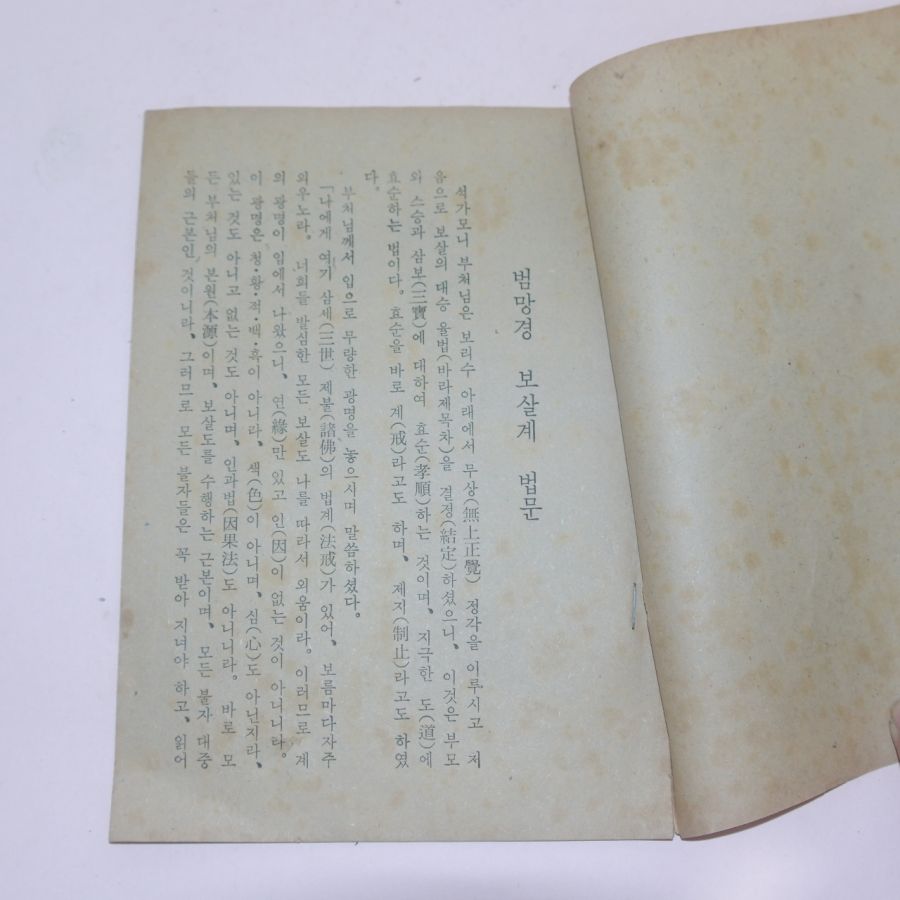 범망경 보살계 법문
석가모니 부처님은 보리수 아래에서 무상(無上正覺) 정각을 이루시고 저
음으로 보살의 대승 율법(바라제목차)을 결정(結定)하셨으니、이것은 부모
와 스승과 삼보(三寶)에 대하여 효순(孝順)하는 것이며、지극한 도(道)에
효순하는 법이다。효순을 바로 계(戒)라고도 하며、제지(制止)라고도 하였
다。
부처님께서 입으로 무량한 광명을 놓으시며 말씀하셨다。
「나에게 여기 삼세(三世) 제불(諸佛)의 법계(法戒)가 있어、보름마다자주
의우노라。너희들 발심한 모든 보살도 나를 따라서 외움이라。이러므로 계
의 광명이 입에서 나왔으니、연(緣)만 있고 인(因)이 없는 것이 아니니라。
이 광명은 청・황・적・백・흑이 아니라、색(色)이 아니며、심(心)도 아닌지라、
있는 것도 아니고 없는 것도 아니며、인과법(因果法)도 아니니라。바로 모
든 부처님의 본원(本源)이며、보살도를 수행하는 근본이며、모든 불자 대중
들의 근본인 것이니라、그러므로 모든 불자들은 꼭 받아 지녀야 하고、읽어